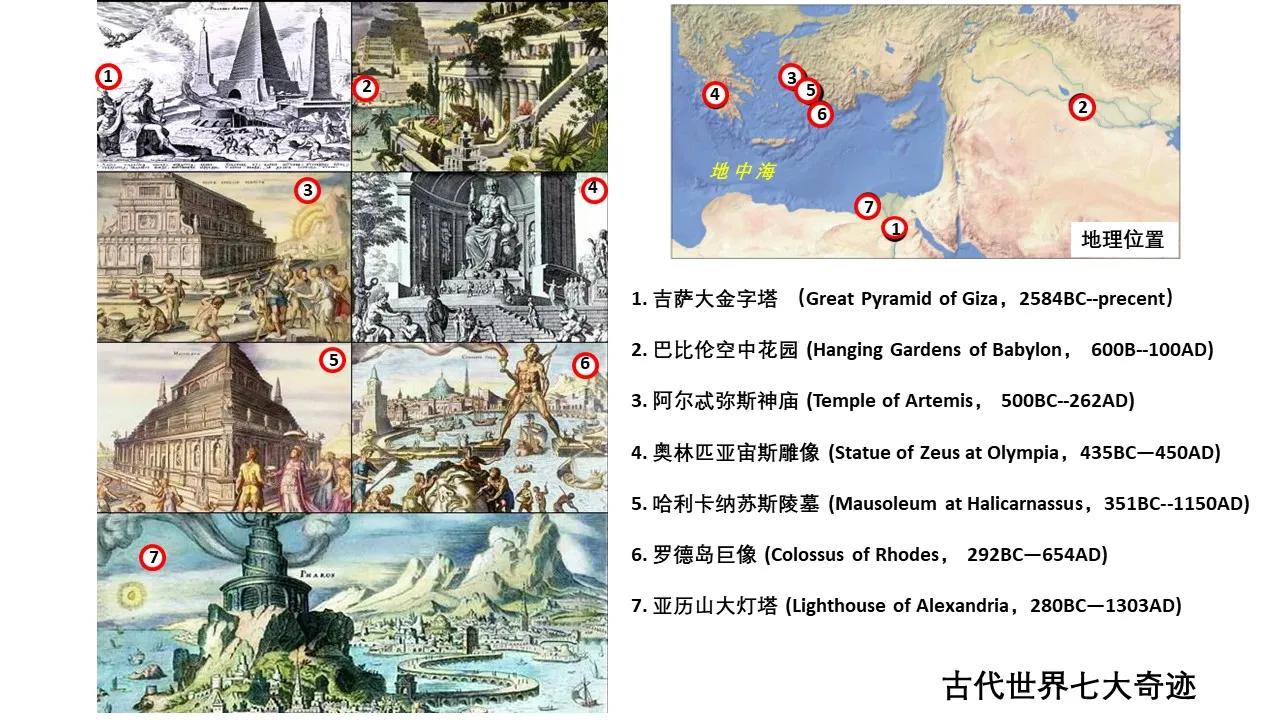 1
2
3
4
5
6
7
PHAROS
3
5
4
6
2
7
1
地中海
地理位置
1. 吉萨大金字塔 （Great Pyramid of Giza，2584BC--precent）
2. 巴比伦空中花园 (Hanging Gardens of Babylon， 600B--100AD)
3. 阿尔忒弥斯神庙 (Temple of Artemis， 500BC--262AD)
4. 奥林匹亚宙斯雕像 (Statue of Zeus at Olympia，435BC—450AD)
5. 哈利卡纳苏斯陵墓 (Mausoleum at Halicarnassus，351BC--1150AD)
6. 罗德岛巨像 (Colossus of Rhodes， 292BC—654AD)
7. 亚历山大灯塔 (Lighthouse of Alexandria，280BC—1303AD)
古代世界七大奇迹